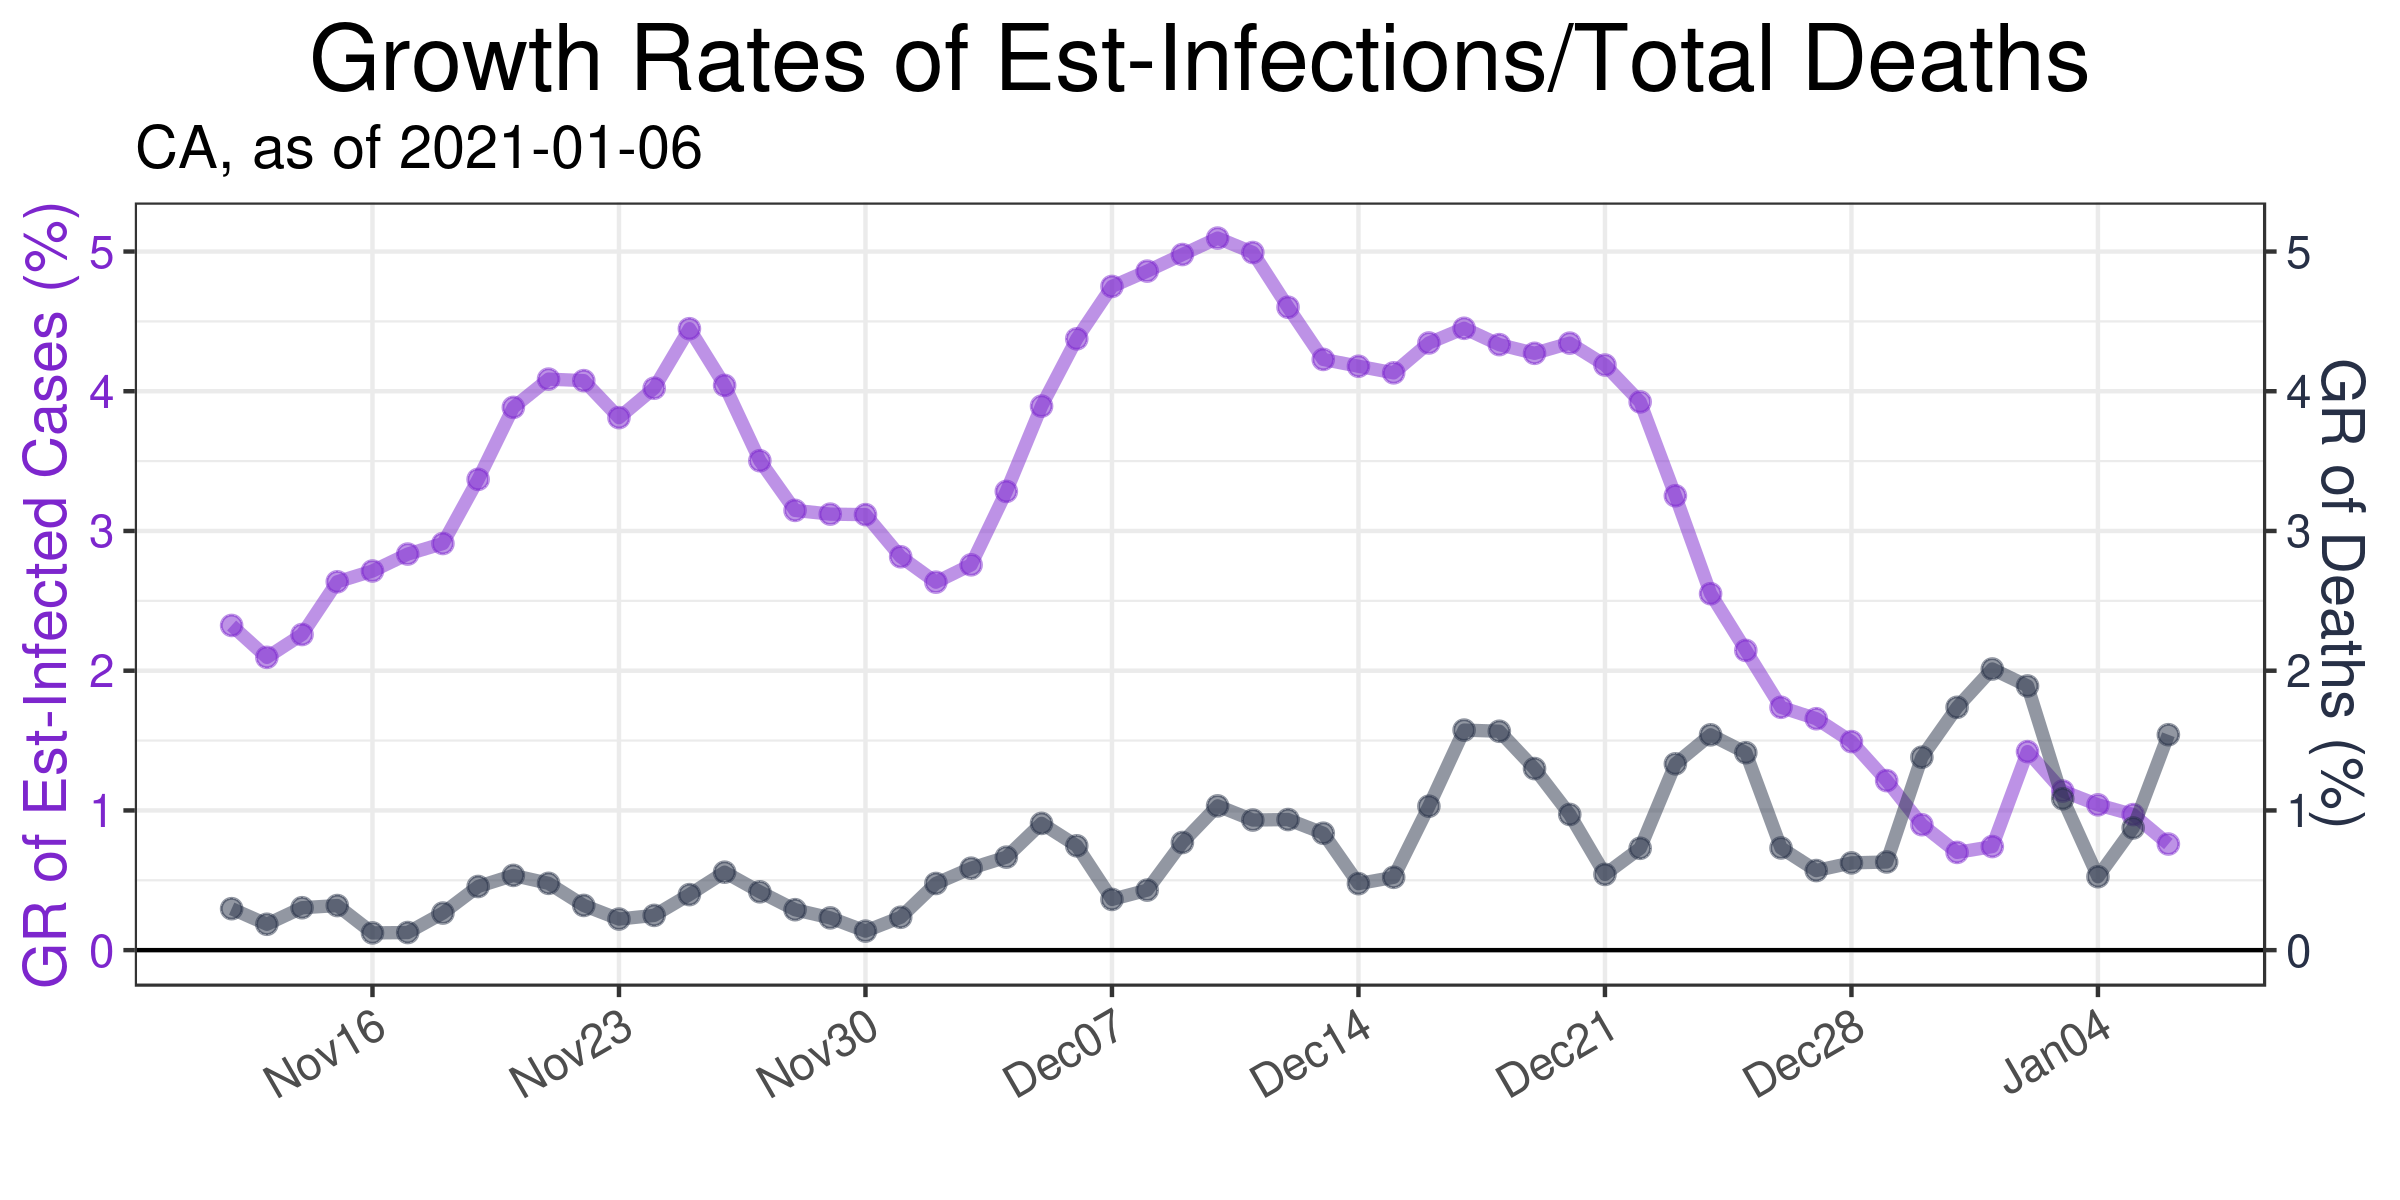 Growth Rates of Est-Infections/Total Deaths
CA, as of 2021-01-06
GR of Est-Infected Cases (%)
5
4
3
2
1
0
5
4
3
2
1
0
GR of Deaths (%)
Nov16
Nov23
Nov30
Dec07
Dec14
Dec21
Dec28
Jan04